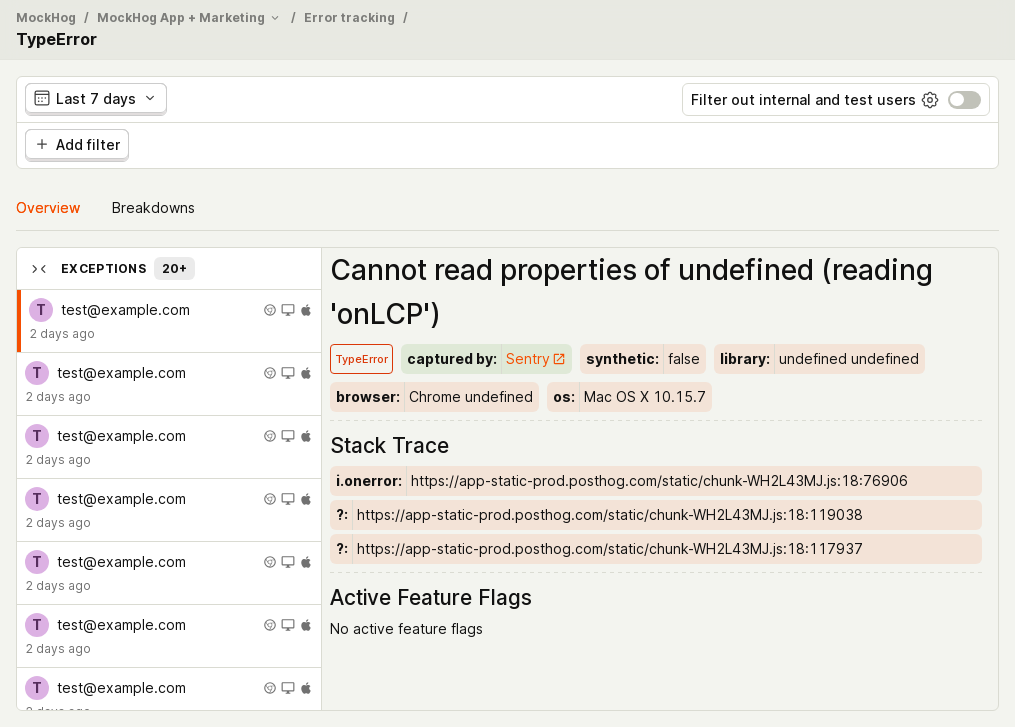 MockHog / MockHog App + Marketing / Error tracking /
TypeError
Last 7 days
Filter out internal and test users
Add filter
Overview Breakdowns
EXCEPTIONS 20+
T test@example.com
2 days ago
T test@example.com
2 days ago
T test@example.com
2 days ago
T test@example.com
2 days ago
T test@example.com
2 days ago
T test@example.com
2 days ago
T test@example.com
2 days ago
Cannot read properties of undefined (reading
'onLCP')
TypeError captured by: Sentry synthetic: false library: undefined undefined
browser: Chrome undefined os: Mac OS X 10.15.7
Stack Trace
i.onerror: https://app-static-prod.posthog.com/static/chunk-WH2L43MJ.js:18:76906
?: https://app-static-prod.posthog.com/static/chunk-WH2L43MJ.js:18:119038
?: https://app-static-prod.posthog.com/static/chunk-WH2L43MJ.js:18:117937
Active Feature Flags
No active feature flags